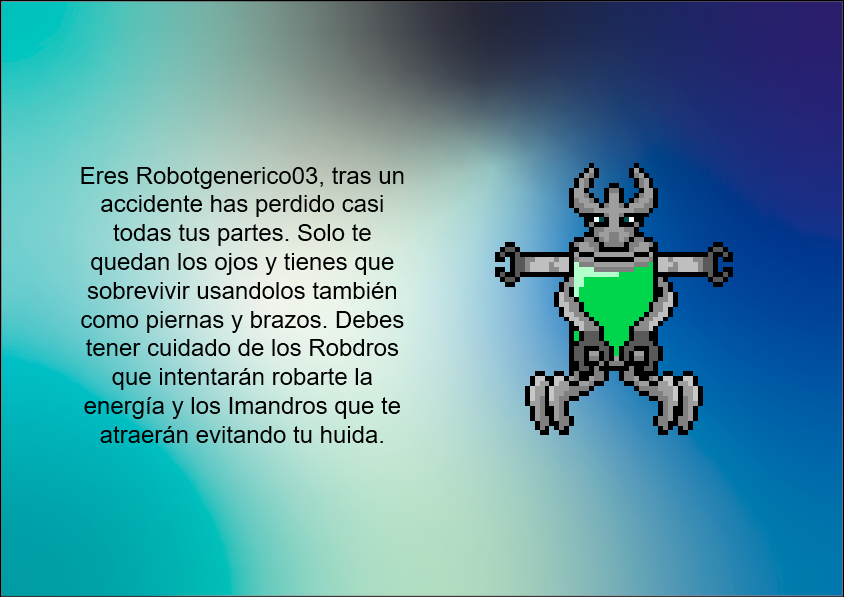 Eres Robotgenerico03, tras un
accidente has perdido casi
todas tus partes. Solo te
quedan los ojos y tienes que
sobrevivir usandolos también
como piernas y brazos. Debes
tener cuidado de los Robdros
que intentarán robarte la
energía y los Imandros que te
atraerán evitando tu huida.